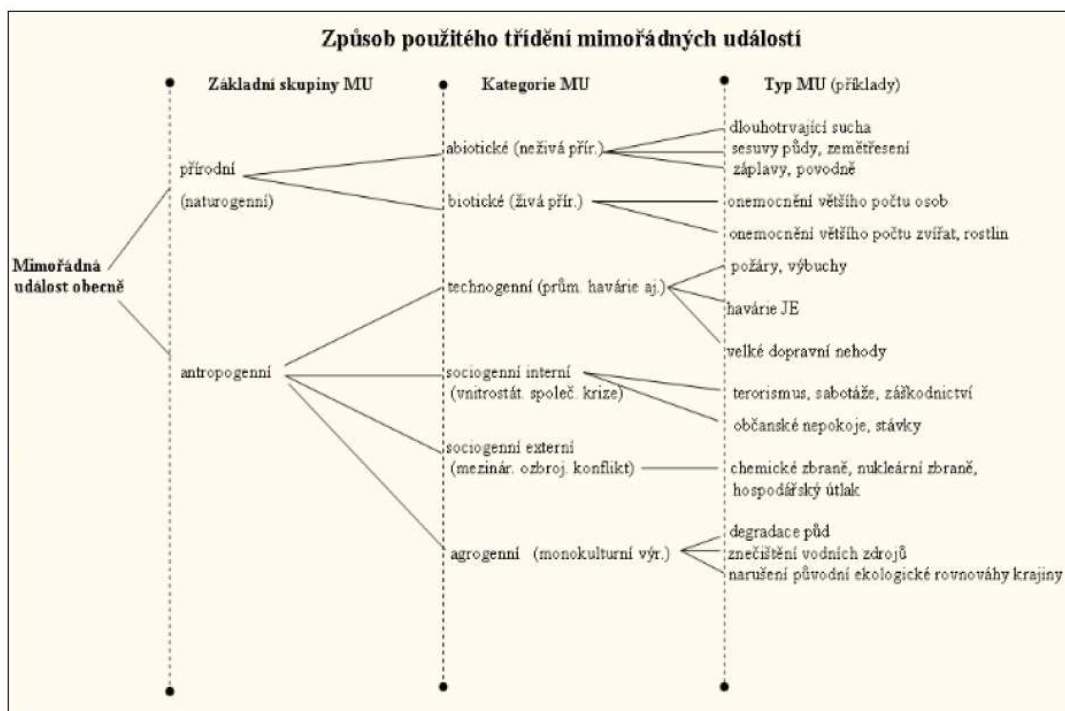 Způsob použitého třídění mimořádných událostí
Základní skupiny MU
Kategorie MU
Typ MU (příklady)
Mimořádná
událost obecně
přírodní
(naturogenní)
antropogenní
abiotické (neživá přír.)
biotické (živá přír.)
technogenní (prům. havárie aj.)
sociogenní interní
(vnitrostát. společ. krize)
sociogenní externí
(mezinár. ozbroj. konflikt)
agrogenní (monokulturní výr.)
dlouhotrvající sucha
sesuvy půdy, zemětřesení
záplavy, povodně
onemocnění většího počtu osob
onemocnění většího počtu zvířat, rostlin
požáry, výbuchy
havárie JE
velké dopravní nehody
terorismus, sabotáže, záškodnictví
občanské nepokoje, stávky
chemické zbraně, nukleární zbraně,
hospodářský útlak
degradace půd
znečištění vodních zdrojů
narušení původní ekologické rovnováhy krajiny